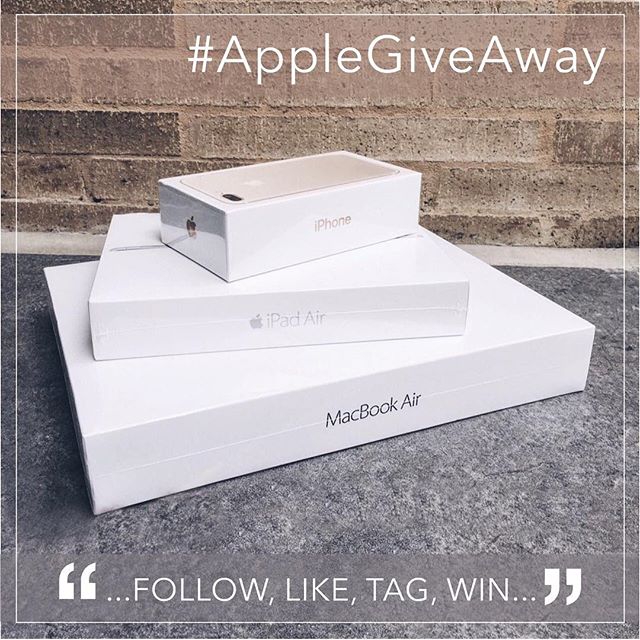 #AppleGiveAway
iPhone
iPad Air
MacBook Air
“ ...FOLLOW, LIKE, TAG, WIN... ”